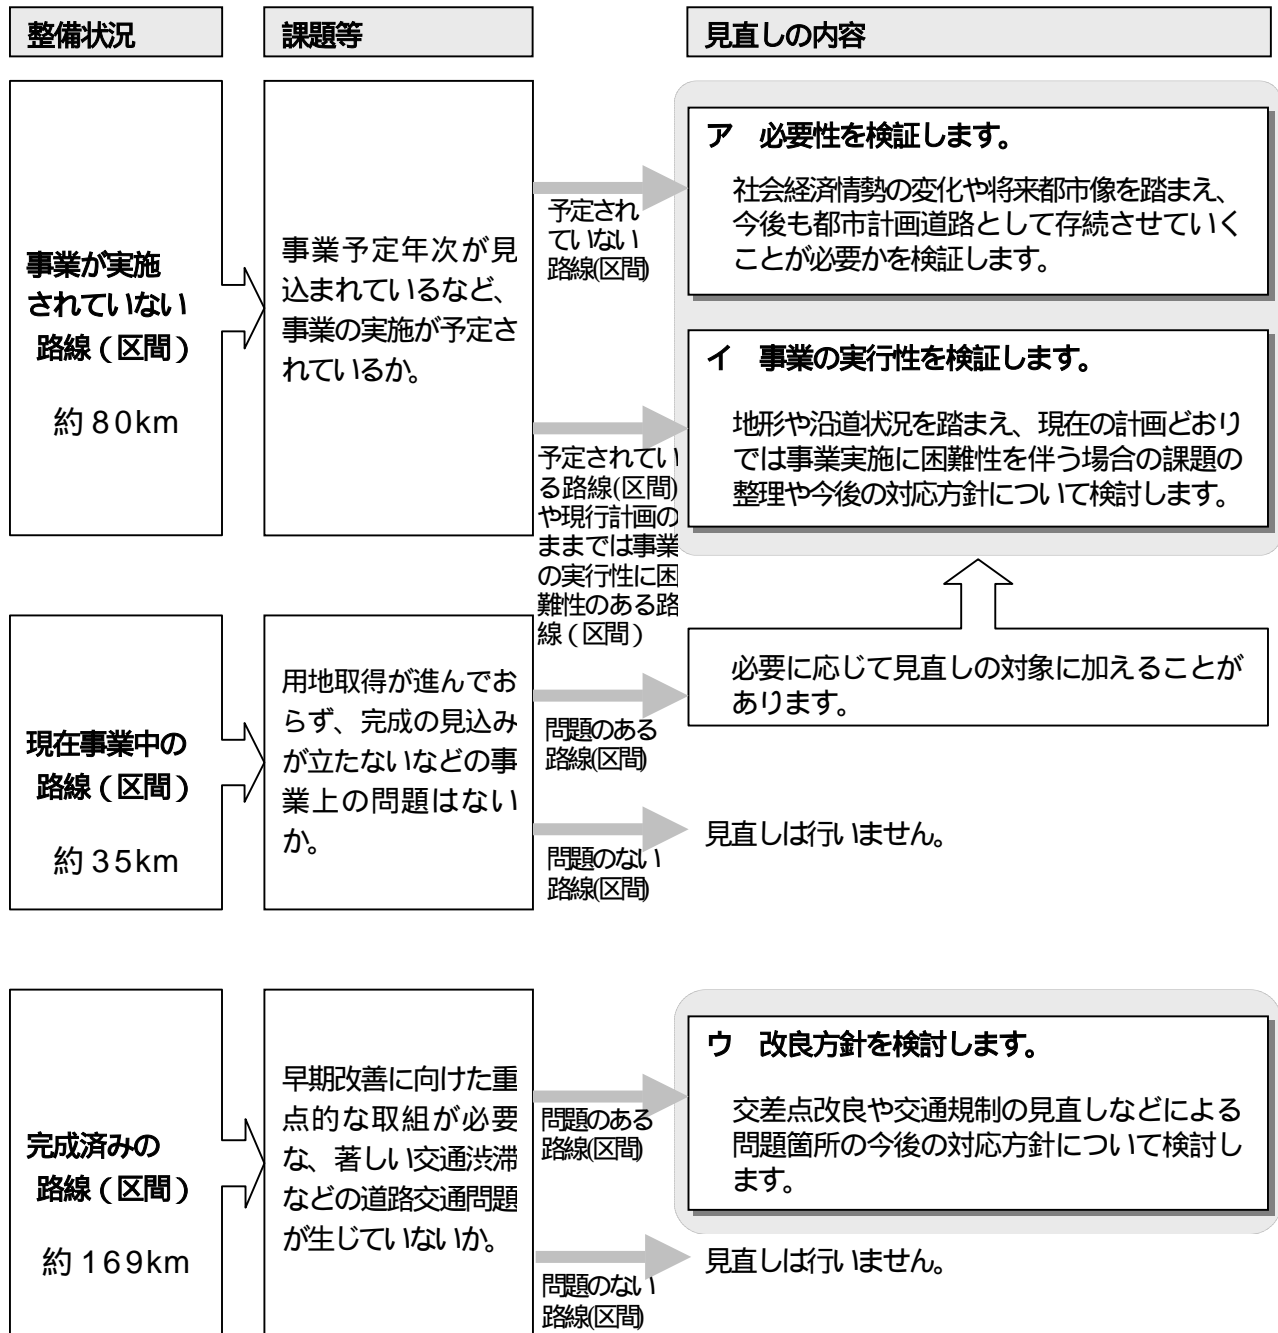 整備状況
課題等
見直しの内容
事業が実施
されていない
路線（区間）
約80km
事業予定年次が見
込まれているなど、
事業の実施が予定さ
れているか。
予定され
ていない
路線(区間)
ア　必要性を検証します。
社会経済情勢の変化や将来都市像を踏まえ、
今後も都市計画道路として存続させていく
ことが必要かを検証します。
予定されてい
る路線(区間)
や現行計画の
ままでは事業
の実行性に困
難性のある路
線（区間）
イ　事業の実行性を検証します。
地形や沿道状況を踏まえ、現在の計画どおり
では事業実施に困難性を伴う場合の課題の
整理や今後の対応方針について検討します。
現在事業中の
路線（区間）
約35km
用地取得が進んでお
らず、完成の見込み
が立たないなどの事
業上の問題はない
か。
問題のある
路線(区間)
必要に応じて見直しの対象に加えることが
あります。
問題のない
路線(区間)
見直しは行いません。
完成済みの
路線（区間）
約169km
早期改善に向けた重
点的な取組が必要
な、著しい交通渋滞
などの道路交通問題
が生じていないか。
問題のある
路線(区間)
ウ　改良方針を検討します。
交差点改良や交通規制の見直しなどによる
問題箇所の今後の対応方針について検討し
ます。
問題のない
路線(区間)
見直しは行いません。